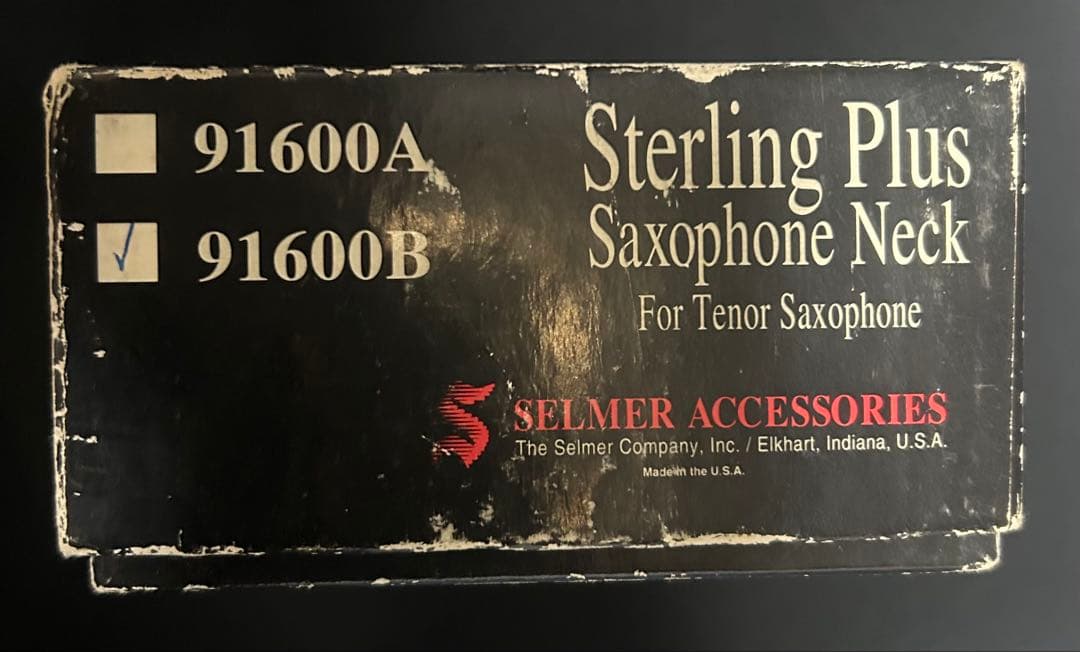 91600A
✓ 91600B
Sterling Plus
Saxophone Neck
For Tenor Saxophone
SELMER ACCESSORIES
The Selmer Company, Inc. / Elkhart, Indiana, U.S.A.
Made in the U.S.A.